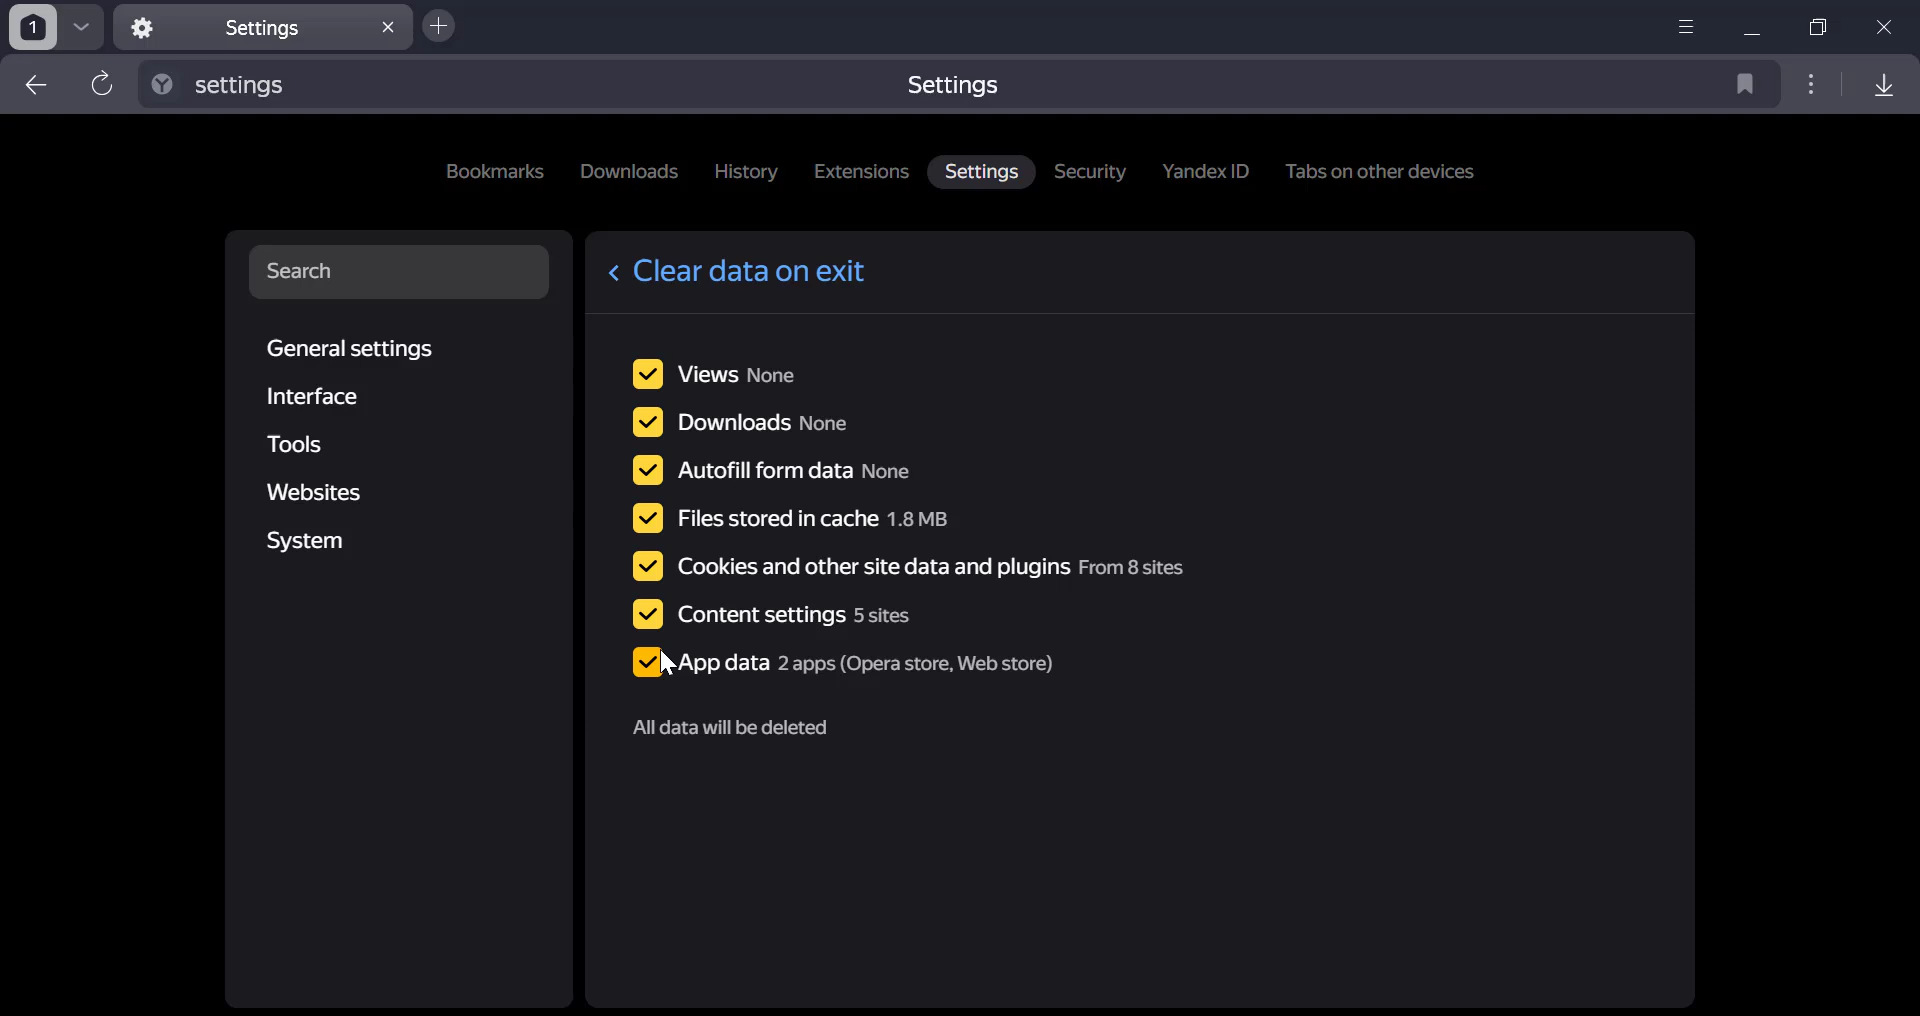 1
Settings
settings
Settings
Bookmarks Downloads History Extensions Settings Security Yandex ID Tabs on other devices
Search
General settings
Interface
Tools
Websites
System
Clear data on exit
Views None
Downloads None
Autofill form data None
Files stored in cache 1.8 MB
Cookies and other site data and plugins From 8 sites
Content settings 5 sites
App data 2 apps (Opera store, Web store)
All data will be deleted